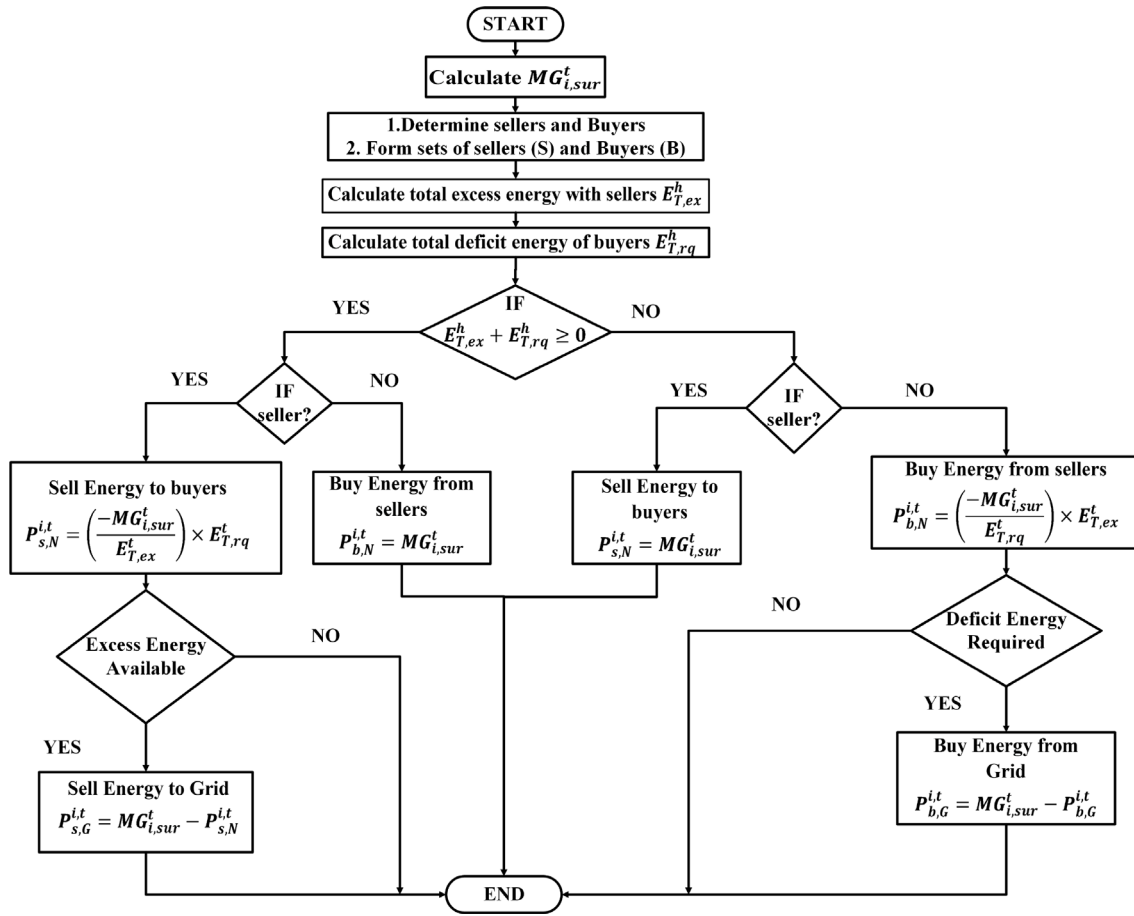 START
Calculate MG^t_{i,sur}
1.Determine sellers and Buyers
2. Form sets of sellers (S) and Buyers (B)
Calculate total excess energy with sellers E^h_{T,ex}
Calculate total deficit energy of buyers E^h_{T,rq}
IF
E^h_{T,ex} + E^h_{T,rq} ≥ 0
YES
NO
IF
seller?
YES
NO
IF
seller?
YES
NO
Sell Energy to buyers
P^{i,t}_{s,N} = (-MG^t_{i,sur} / E^t_{T,ex}) × E^t_{T,rq}
Buy Energy from
sellers
P^{i,t}_{b,N} = MG^t_{i,sur}
Sell Energy to
buyers
P^{i,t}_{s,N} = MG^t_{i,sur}
Buy Energy from sellers
P^{i,t}_{b,N} = (-MG^t_{i,sur} / E^t_{T,rq}) × E^t_{T,ex}
Excess Energy
Available
NO
YES
Deficit Energy
Required
NO
YES
Sell Energy to Grid
P^{i,t}_{s,G} = MG^t_{i,sur} − P^{i,t}_{s,N}
Buy Energy from
Grid
P^{i,t}_{b,G} = MG^t_{i,sur} − P^{i,t}_{b,G}
END